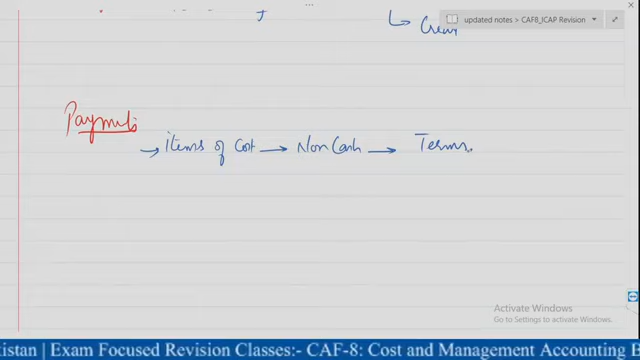 updated notes > CAF8_ICAP Revision
Payments
→ Items of Cost → Non Cash → Terms
Activate Windows
Go to Settings to activate Windows.
kistan | Exam Focused Revision Classes:- CAF-8: Cost and Management Accounting B